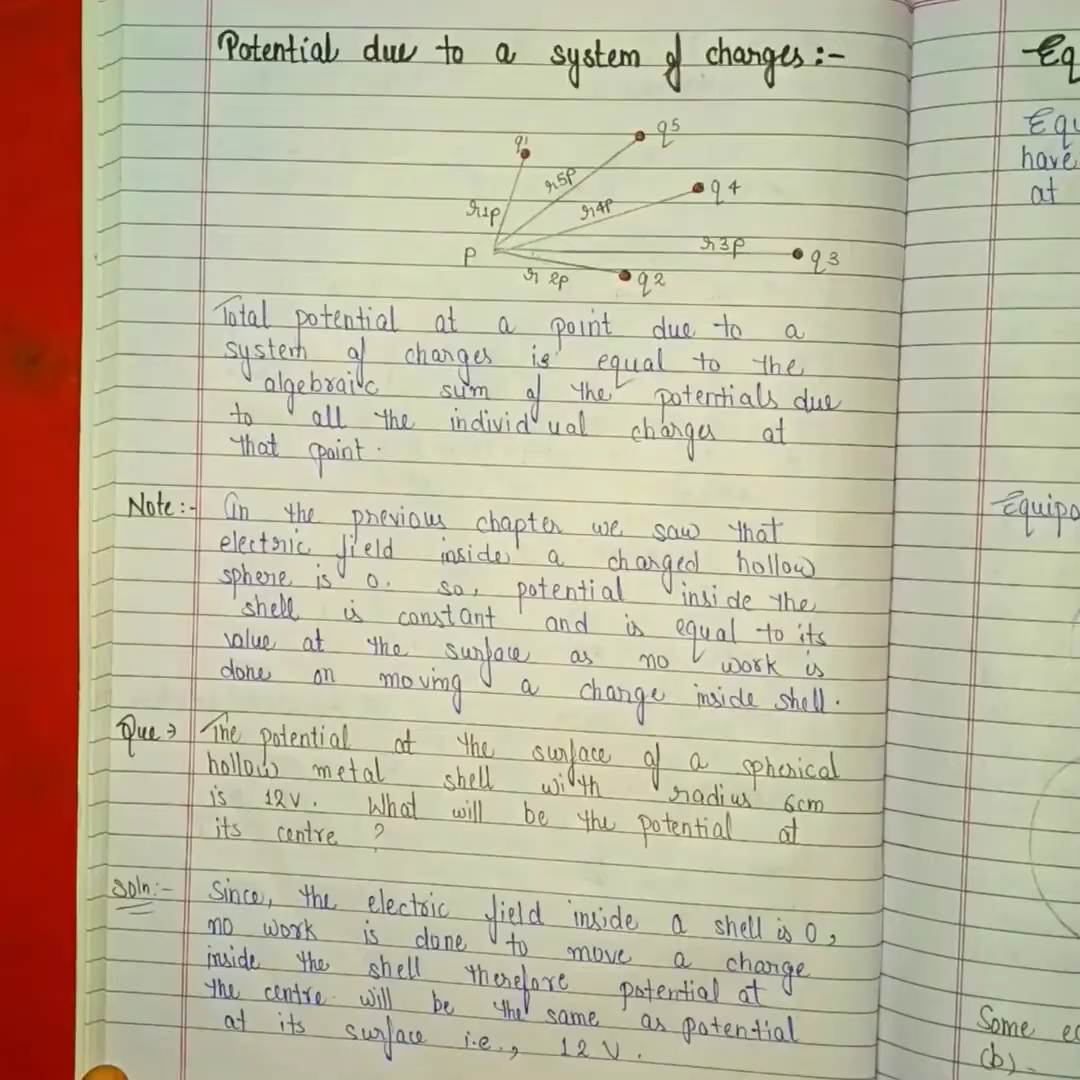 Potential due to a system of charges :-
q1
q5
r5p
q4
r1p
r4p
r3p
P
q3
r2p
q2
Total potential at a point due to a
system of charges is equal to the
algebraic sum of the potentials due
to all the individual charges at
that point.
Note:- In the previous chapter we saw that
electric field inside a charged hollow
sphere is 0. so, potential inside the
shell is constant and is equal to its
value at the surface as no work is
done on moving a charge inside shell.
Que → The potential at the surface of a spherical
hollow metal shell with radius 6cm
is 12V. What will be the potential at
its centre ?
Soln:- Since, the electric field inside a shell is 0,
no work is done to move a charge
inside the shell therefore potential at
the centre will be the same as potential
at its surface i.e., 12 V.
Eq
Equ
have
at
Equipo
Some eq
(b).